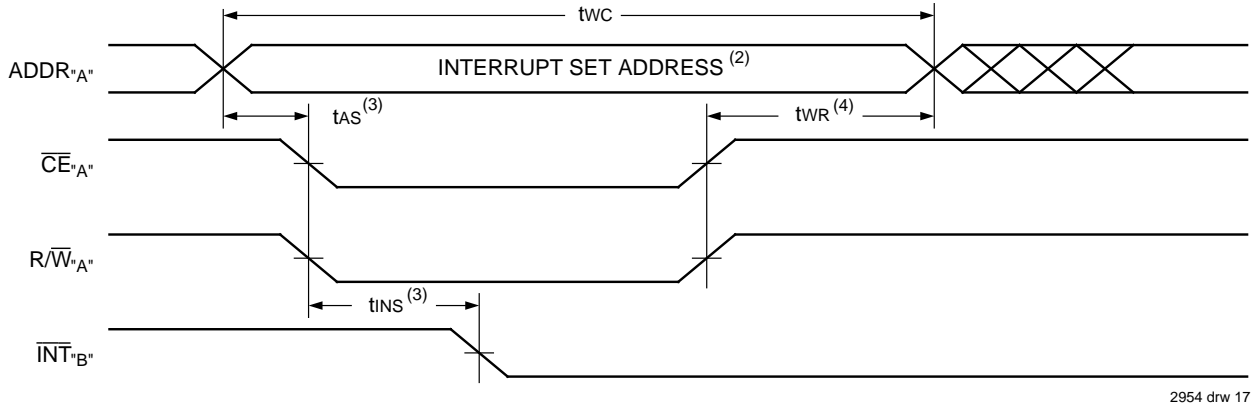 tWC
ADDR"A"
INTERRUPT SET ADDRESS (2)
tAS(3)
tWR(4)
CE"A"
R/W"A"
tINS(3)
INT"B"
2954 drw 17